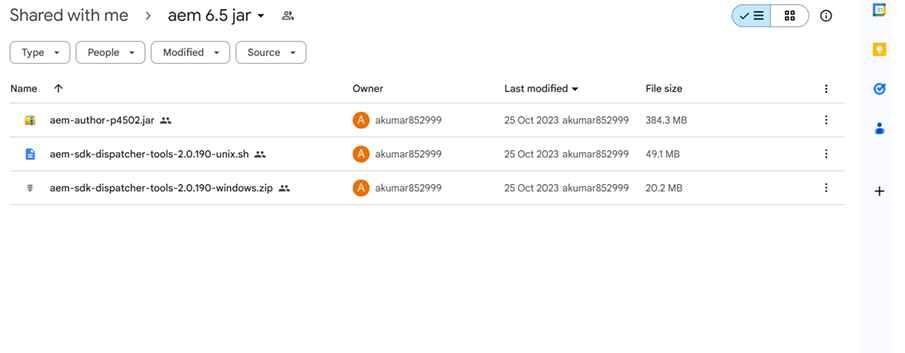 Shared with me > aem 6.5 jar
Type People Modified Source
Name Owner Last modified File size
aem-author-p4502.jar A akumar852999 25 Oct 2023 akumar852999 384.3 MB
aem-sdk-dispatcher-tools-2.0.190-unix.sh A akumar852999 25 Oct 2023 akumar852999 49.1 MB
aem-sdk-dispatcher-tools-2.0.190-windows.zip A akumar852999 25 Oct 2023 akumar852999 20.2 MB